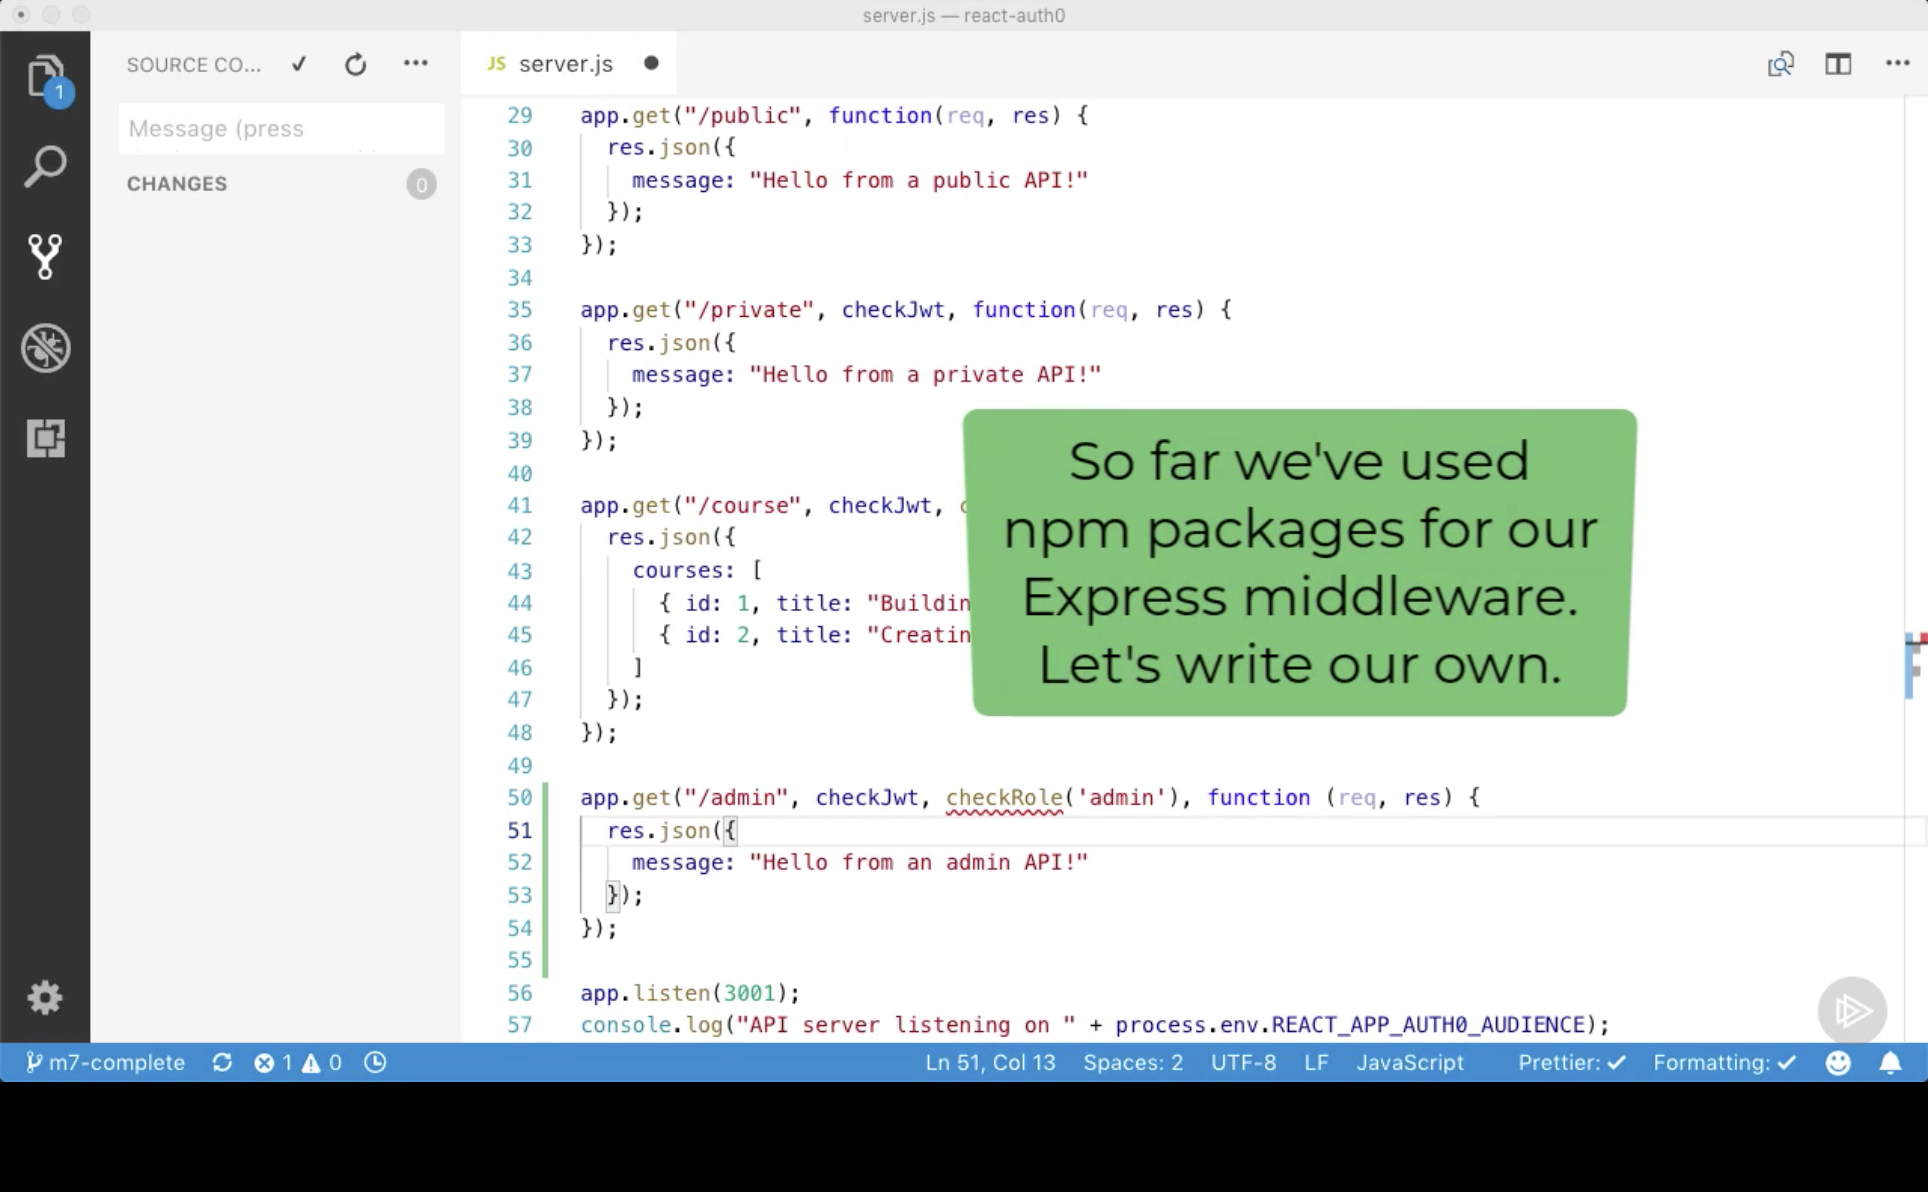 server.js — react-auth0
SOURCE CO...
JS server.js
1
Message (press
CHANGES 0
29 app.get("/public", function(req, res) {
30 res.json({
31 message: "Hello from a public API!"
32 });
33 });
34
35 app.get("/private", checkJwt, function(req, res) {
36 res.json({
37 message: "Hello from a private API!"
38 });
39 });
40
41 app.get("/course", checkJwt,
42 res.json({
43 courses: [
44 { id: 1, title: "Buildin
45 { id: 2, title: "Creatin
46 ]
47 });
48 });
49
50 app.get("/admin", checkJwt, checkRole('admin'), function (req, res) {
51 res.json({
52 message: "Hello from an admin API!"
53 });
54 });
55
56 app.listen(3001);
57 console.log("API server listening on " + process.env.REACT_APP_AUTH0_AUDIENCE);
So far we've used
npm packages for our
Express middleware.
Let's write our own.
m7-complete 1 0 Ln 51, Col 13 Spaces: 2 UTF-8 LF JavaScript Prettier: ✓ Formatting: ✓